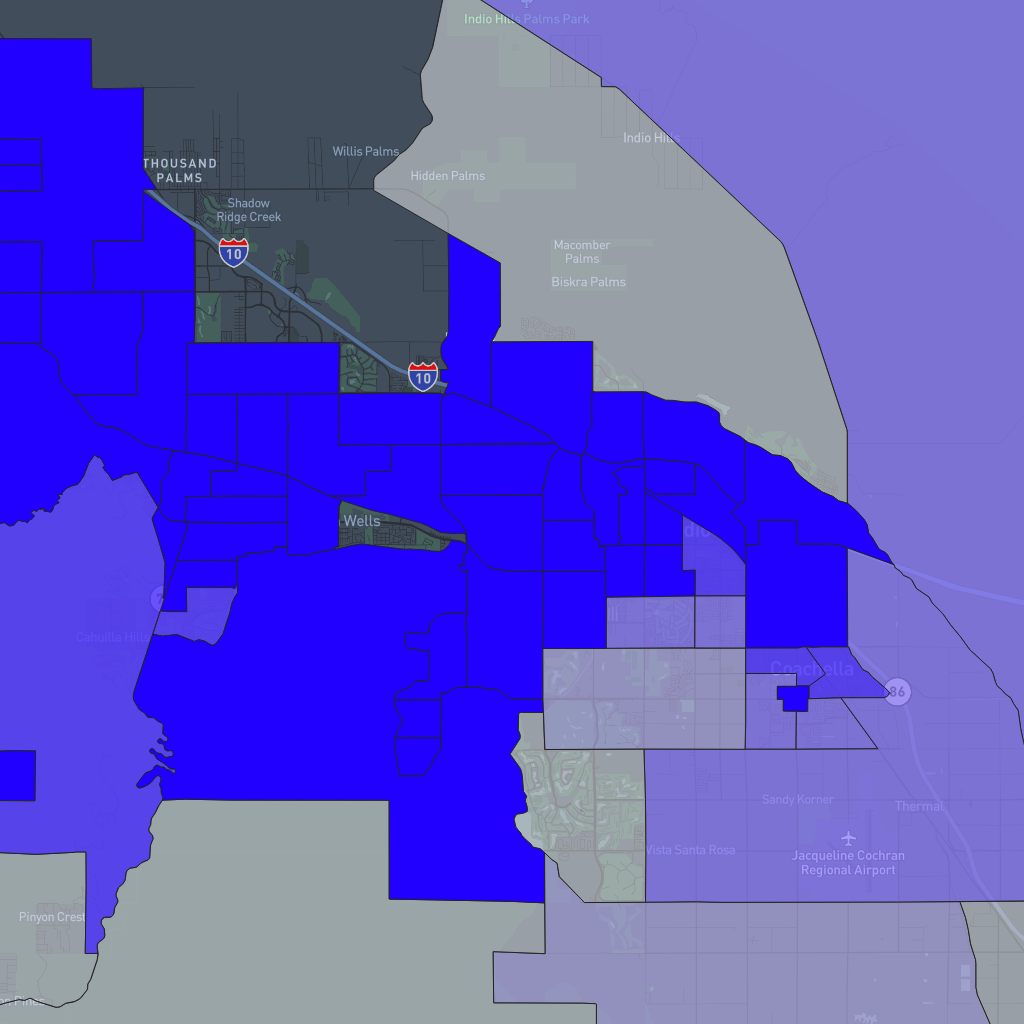 Indio Hills Palms Park
Indio Hills
Willis Palms
THOUSAND
PALMS
Hidden Palms
Shadow
Ridge Creek
10
Macomber
Palms
Biskra Palms
10
Wells
Cahuilla Hills
Coachella
86
Sandy Korner
Thermal
Vista Santa Rosa
Jacqueline Cochran
Regional Airport
Pinyon Crest